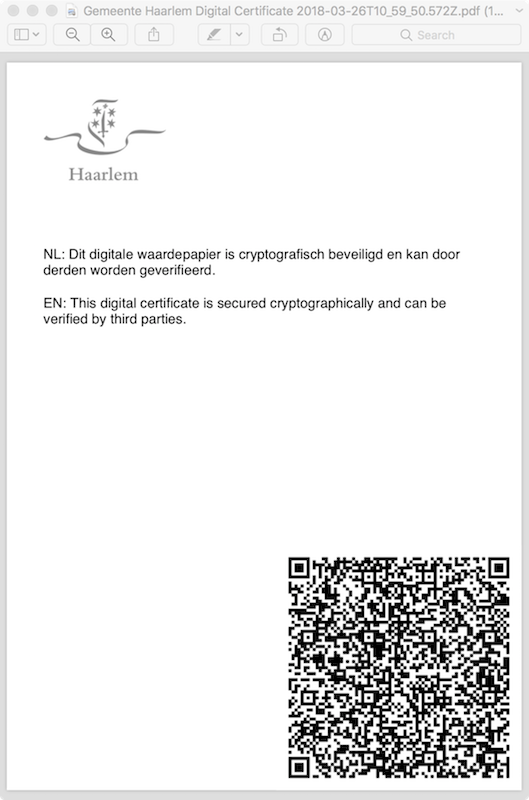 Gemeente Haarlem Digital Certificate 2018-03-26T10_59_50.572Z.pdf (1...
Search
Haarlem
NL: Dit digitale waardepapier is cryptografisch beveiligd en kan door
derden worden geverifieerd.
EN: This digital certificate is secured cryptographically and can be
verified by third parties.